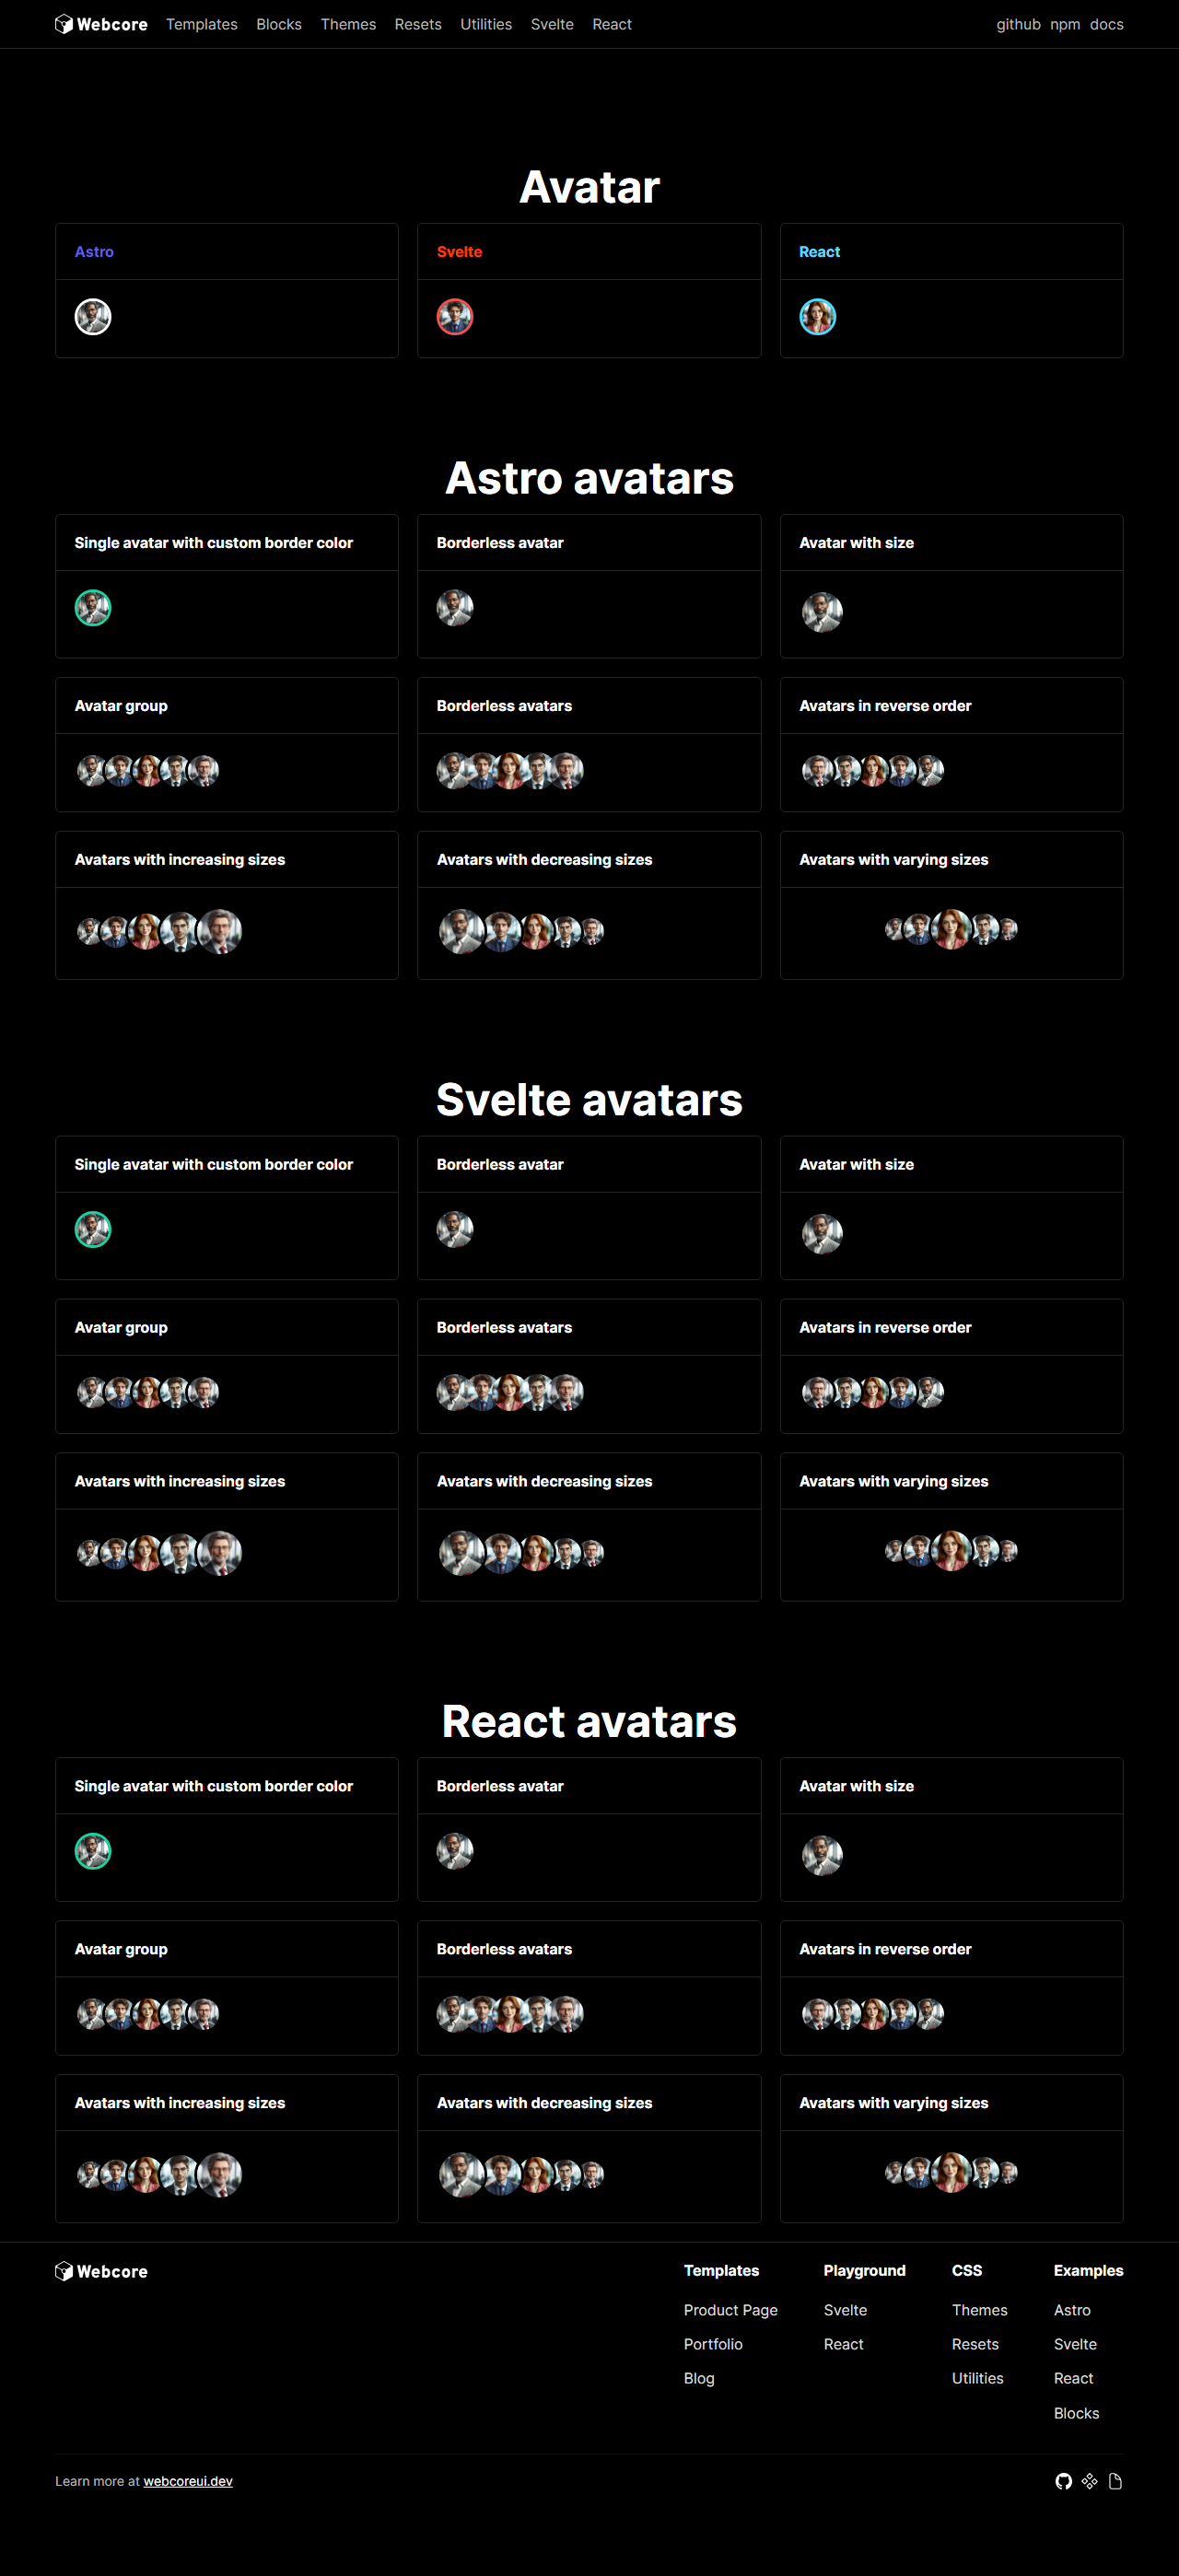 Webcore Templates Blocks Themes Resets Utilities Svelte React github npm docs
Avatar
Astro Svelte React
Astro avatars
Single avatar with custom border color Borderless avatar Avatar with size
Avatar group Borderless avatars Avatars in reverse order
Avatars with increasing sizes Avatars with decreasing sizes Avatars with varying sizes
Svelte avatars
Single avatar with custom border color Borderless avatar Avatar with size
Avatar group Borderless avatars Avatars in reverse order
Avatars with increasing sizes Avatars with decreasing sizes Avatars with varying sizes
React avatars
Single avatar with custom border color Borderless avatar Avatar with size
Avatar group Borderless avatars Avatars in reverse order
Avatars with increasing sizes Avatars with decreasing sizes Avatars with varying sizes
Webcore Templates Playground CSS Examples
Product Page Svelte Themes Astro
Portfolio React Resets Svelte
Blog Utilities React
Blocks
Learn more at webcoreui.dev